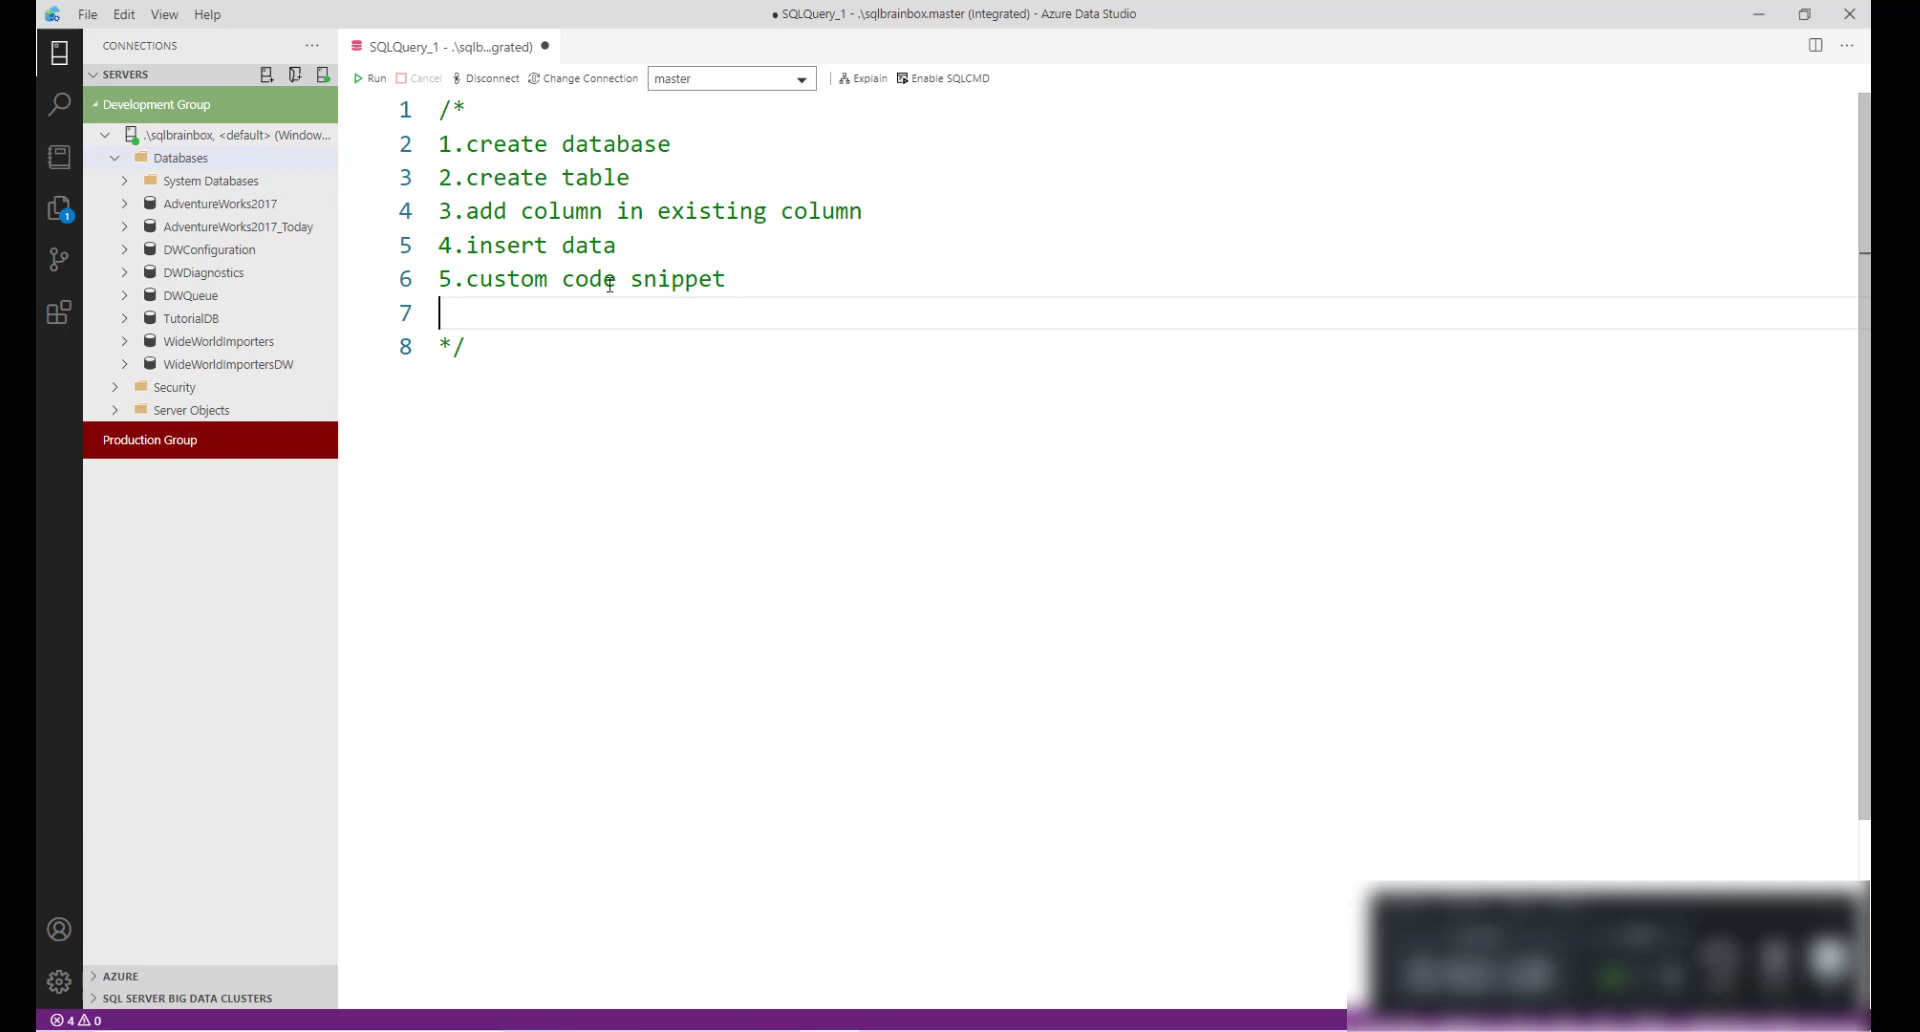 File Edit View Help
● SQLQuery_1 - .\sqlbrainbox.master (Integrated) - Azure Data Studio
CONNECTIONS
SERVERS
Development Group
.\sqlbrainbox, <default> (Window...
Databases
System Databases
AdventureWorks2017
AdventureWorks2017_Today
DWConfiguration
DWDiagnostics
DWQueue
TutorialDB
WideWorldImporters
WideWorldImportersDW
Security
Server Objects
Production Group
AZURE
SQL SERVER BIG DATA CLUSTERS
SQLQuery_1 - .\sqlb...grated) ●
Run Cancel Disconnect Change Connection master Explain Enable SQLCMD
1 /*
2 1.create database
3 2.create table
4 3.add column in existing column
5 4.insert data
6 5.custom code snippet
7
8 */
1
4 0